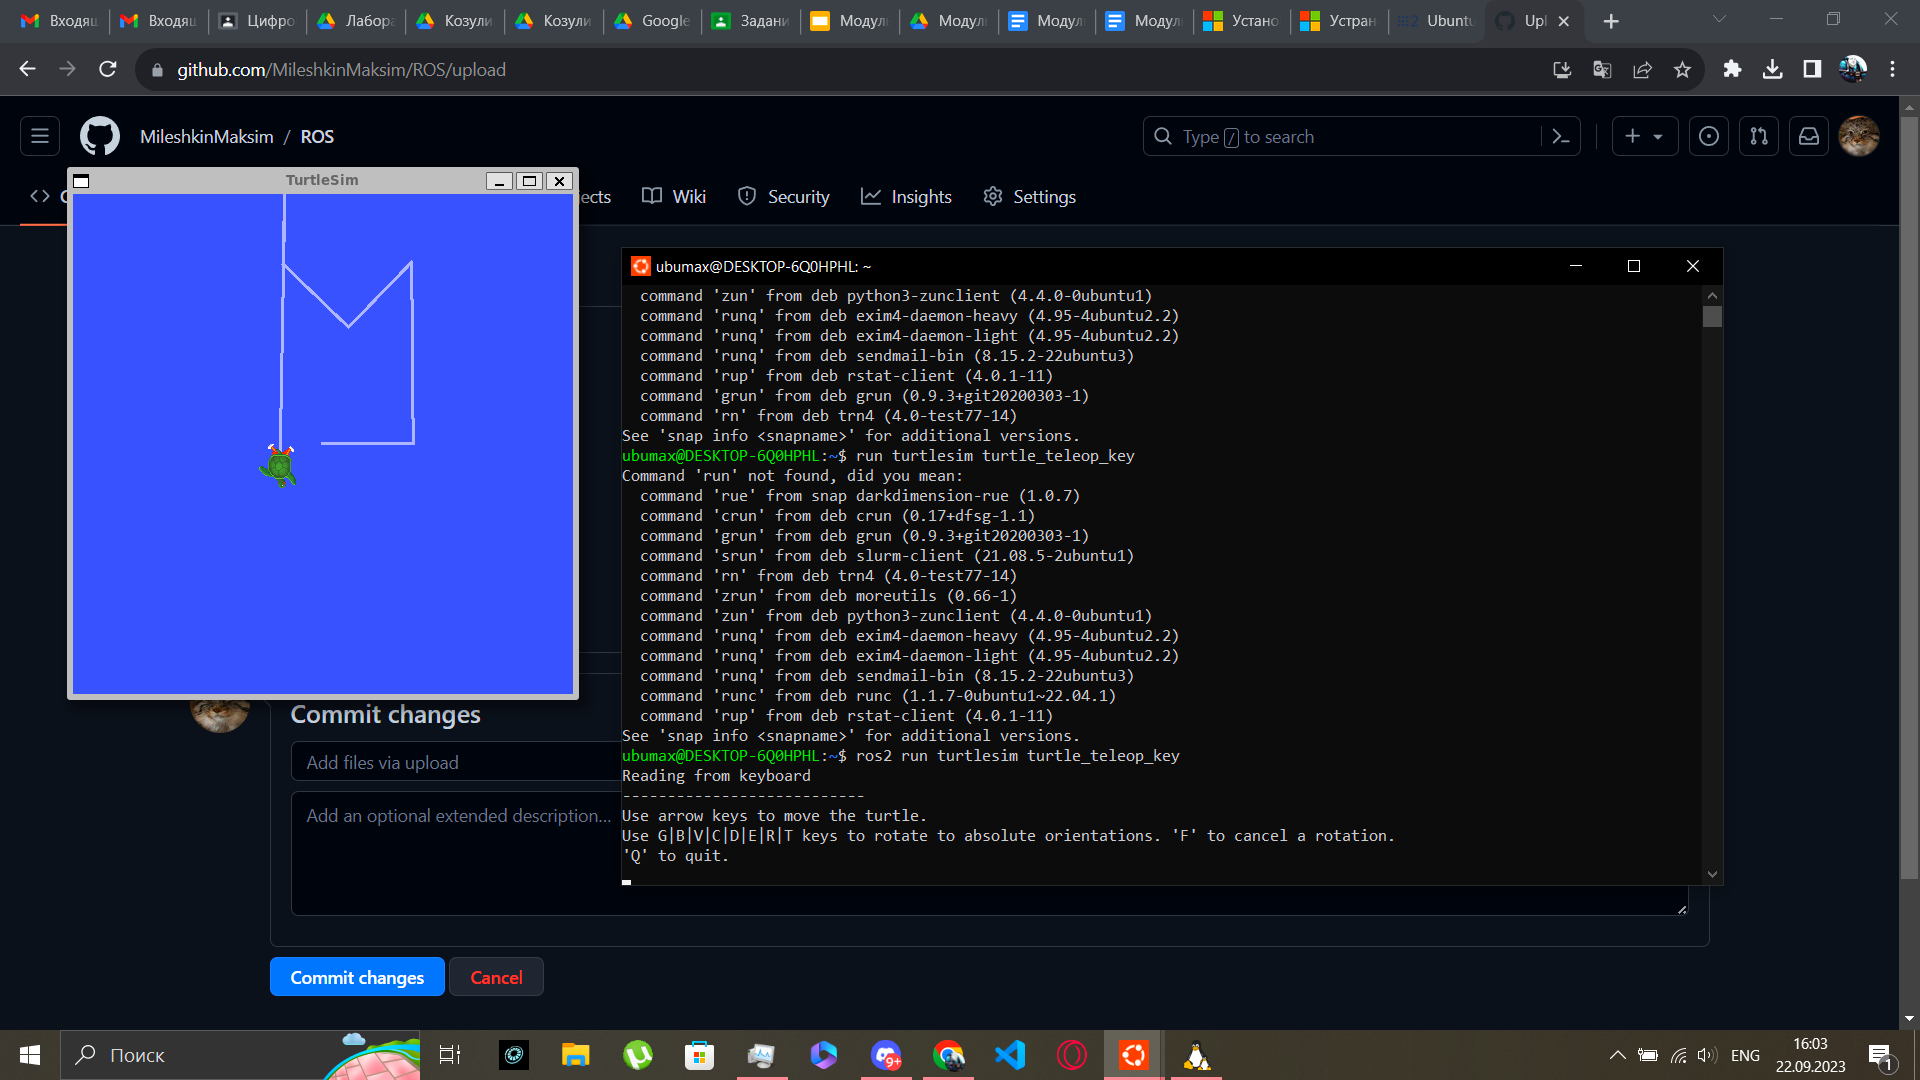 Входящ
Входящ
Цифро
Лабора
Козули
Козули
Google
Задани
Модул
Модул
Модул
Модул
Устано
Устран
Ubuntu
Upl
github.com/MileshkinMaksim/ROS/upload
MileshkinMaksim / ROS
Type / to search
Wiki
Security
Insights
Settings
TurtleSim
ubumax@DESKTOP-6Q0HPHL: ~
command 'zun' from deb python3-zunclient (4.4.0-0ubuntu1)
command 'runq' from deb exim4-daemon-heavy (4.95-4ubuntu2.2)
command 'runq' from deb exim4-daemon-light (4.95-4ubuntu2.2)
command 'runq' from deb sendmail-bin (8.15.2-22ubuntu3)
command 'rup' from deb rstat-client (4.0.1-11)
command 'grun' from deb grun (0.9.3+git20200303-1)
command 'rn' from deb trn4 (4.0-test77-14)
See 'snap info <snapname>' for additional versions.
ubumax@DESKTOP-6Q0HPHL:~$ run turtlesim turtle_teleop_key
Command 'run' not found, did you mean:
command 'rue' from snap darkdimension-rue (1.0.7)
command 'crun' from deb crun (0.17+dfsg-1.1)
command 'grun' from deb grun (0.9.3+git20200303-1)
command 'srun' from deb slurm-client (21.08.5-2ubuntu1)
command 'rn' from deb trn4 (4.0-test77-14)
command 'zrun' from deb moreutils (0.66-1)
command 'zun' from deb python3-zunclient (4.4.0-0ubuntu1)
command 'runq' from deb exim4-daemon-heavy (4.95-4ubuntu2.2)
command 'runq' from deb exim4-daemon-light (4.95-4ubuntu2.2)
command 'runq' from deb sendmail-bin (8.15.2-22ubuntu3)
command 'runc' from deb runc (1.1.7-0ubuntu1~22.04.1)
command 'rup' from deb rstat-client (4.0.1-11)
See 'snap info <snapname>' for additional versions.
ubumax@DESKTOP-6Q0HPHL:~$ ros2 run turtlesim turtle_teleop_key
Reading from keyboard
---------------------------
Use arrow keys to move the turtle.
Use G|B|V|C|D|E|R|T keys to rotate to absolute orientations. 'F' to cancel a rotation.
'Q' to quit.
Commit changes
Add files via upload
Add an optional extended description...
Commit changes
Cancel
Поиск
9+
ENG
16:03
22.09.2023
1